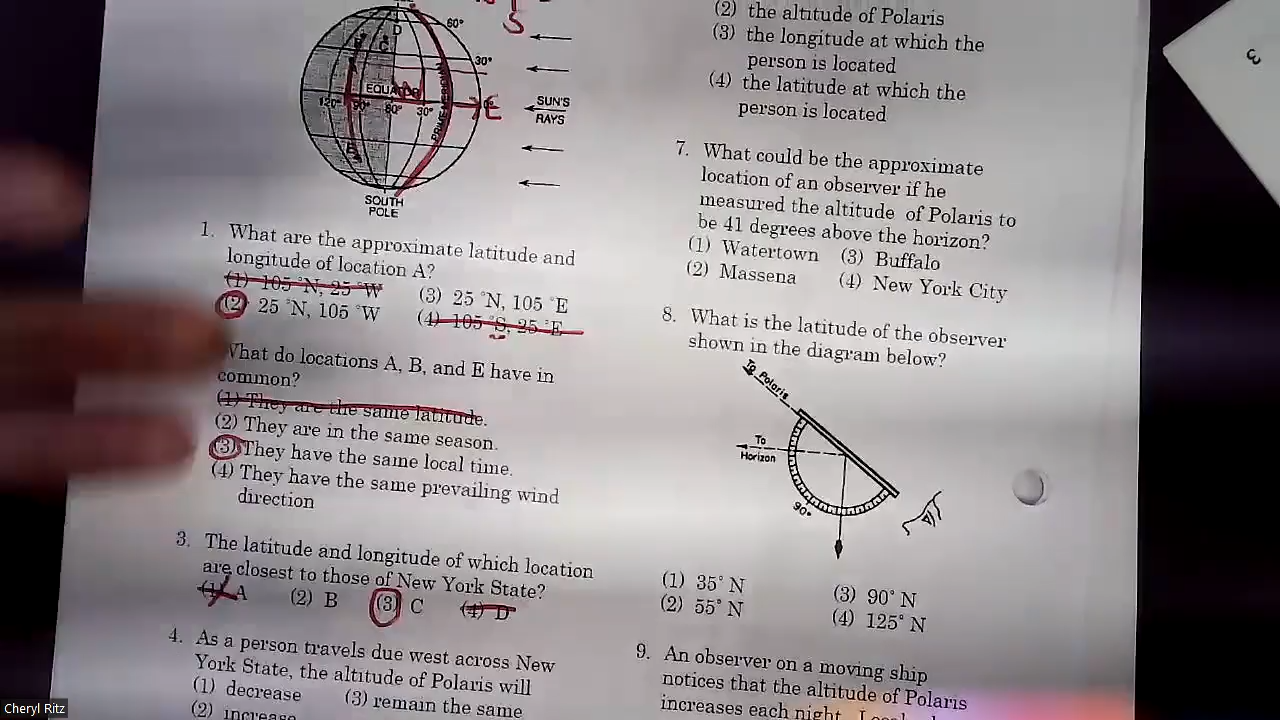 S
D
60°
30°
EQUATOR
120° 90° 60° 30°
PRIME
E
SUN'S
RAYS
SOUTH
POLE
1. What are the approximate latitude and
longitude of location A?
(1) 105 °N, 25 °W
(3) 25 °N, 105 °E
(2) 25 °N, 105 °W
(4) 105 °S, 25 °E
What do locations A, B, and E have in
common?
(1) They are the same latitude.
(2) They are in the same season.
(3) They have the same local time.
(4) They have the same prevailing wind
direction
3. The latitude and longitude of which location
are closest to those of New York State?
(1) A (2) B (3) C (4) D
4. As a person travels due west across New
York State, the altitude of Polaris will
(1) decrease (3) remain the same
(2) increase
(2) the altitude of Polaris
(3) the longitude at which the
person is located
(4) the latitude at which the
person is located
7. What could be the approximate
location of an observer if he
measured the altitude of Polaris to
be 41 degrees above the horizon?
(1) Watertown (3) Buffalo
(2) Massena (4) New York City
8. What is the latitude of the observer
shown in the diagram below?
To Polaris
To
Horizon
90°
(1) 35° N (3) 90° N
(2) 55° N (4) 125° N
9. An observer on a moving ship
notices that the altitude of Polaris
increases each night.
3
Cheryl Ritz